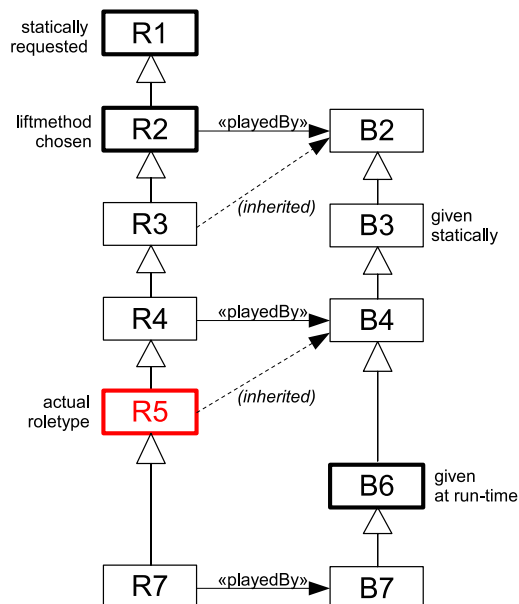 statically
requested
R1
liftmethod
chosen
R2
«playedBy»
B2
R3
(inherited)
B3
given
statically
R4
«playedBy»
B4
actual
roletype
R5
(inherited)
B6
given
at run-time
R7
«playedBy»
B7